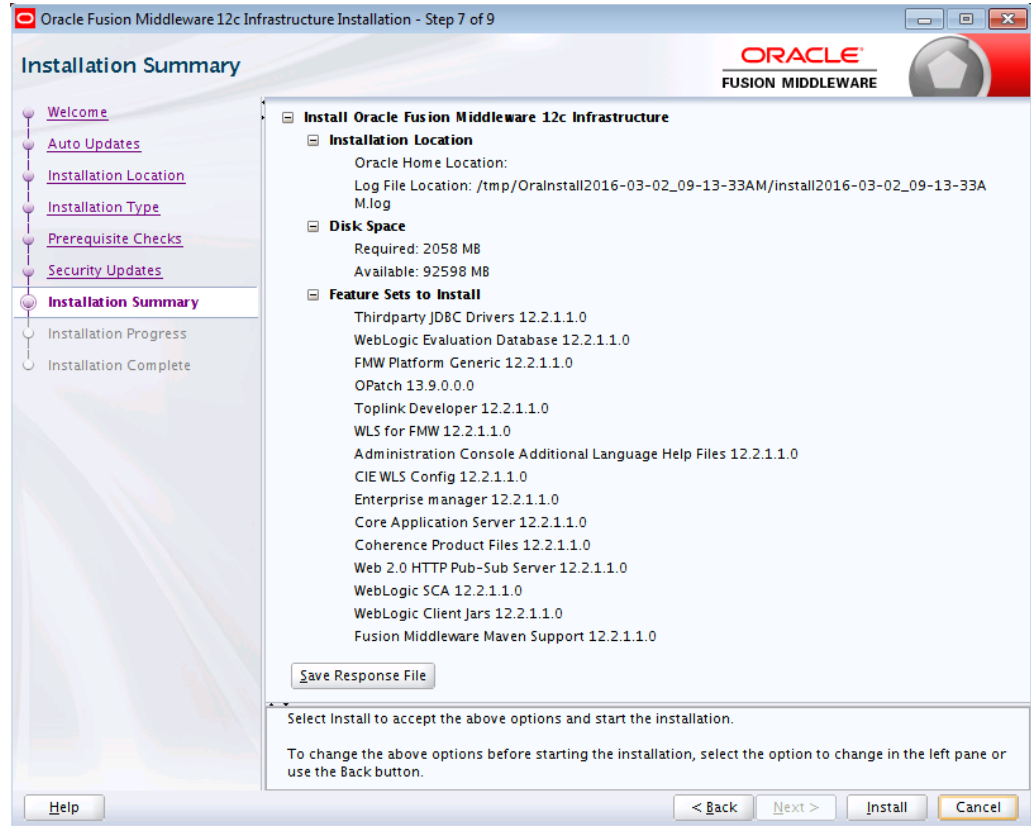 Oracle Fusion Middleware 12c Infrastructure Installation - Step 7 of 9
Installation Summary
ORACLE
FUSION MIDDLEWARE
Welcome
Auto Updates
Installation Location
Installation Type
Prerequisite Checks
Security Updates
Installation Summary
Installation Progress
Installation Complete
Install Oracle Fusion Middleware 12c Infrastructure
Installation Location
Oracle Home Location:
Log File Location: /tmp/OraInstall2016-03-02_09-13-33AM/install2016-03-02_09-13-33A
M.log
Disk Space
Required: 2058 MB
Available: 92598 MB
Feature Sets to Install
Thirdparty JDBC Drivers 12.2.1.1.0
WebLogic Evaluation Database 12.2.1.1.0
FMW Platform Generic 12.2.1.1.0
OPatch 13.9.0.0.0
Toplink Developer 12.2.1.1.0
WLS for FMW 12.2.1.1.0
Administration Console Additional Language Help Files 12.2.1.1.0
CIE WLS Config 12.2.1.1.0
Enterprise manager 12.2.1.1.0
Core Application Server 12.2.1.1.0
Coherence Product Files 12.2.1.1.0
Web 2.0 HTTP Pub-Sub Server 12.2.1.1.0
WebLogic SCA 12.2.1.1.0
WebLogic Client Jars 12.2.1.1.0
Fusion Middleware Maven Support 12.2.1.1.0
Save Response File
Select Install to accept the above options and start the installation.
To change the above options before starting the installation, select the option to change in the left pane or
use the Back button.
Help
< Back
Next >
Install
Cancel